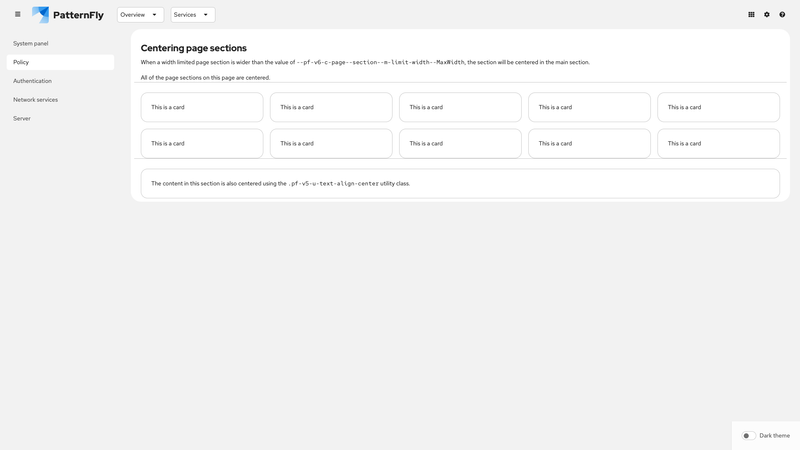 PatternFly
Overview
Services
System panel
Policy
Authentication
Network services
Server
Centering page sections
When a width limited page section is wider than the value of --pf-v6-c-page--section--m-limit-width--MaxWidth, the section will be centered in the main section.
All of the page sections on this page are centered.
This is a card
This is a card
This is a card
This is a card
This is a card
This is a card
This is a card
This is a card
This is a card
This is a card
The content in this section is also centered using the .pf-v5-u-text-align-center utility class.
Dark theme